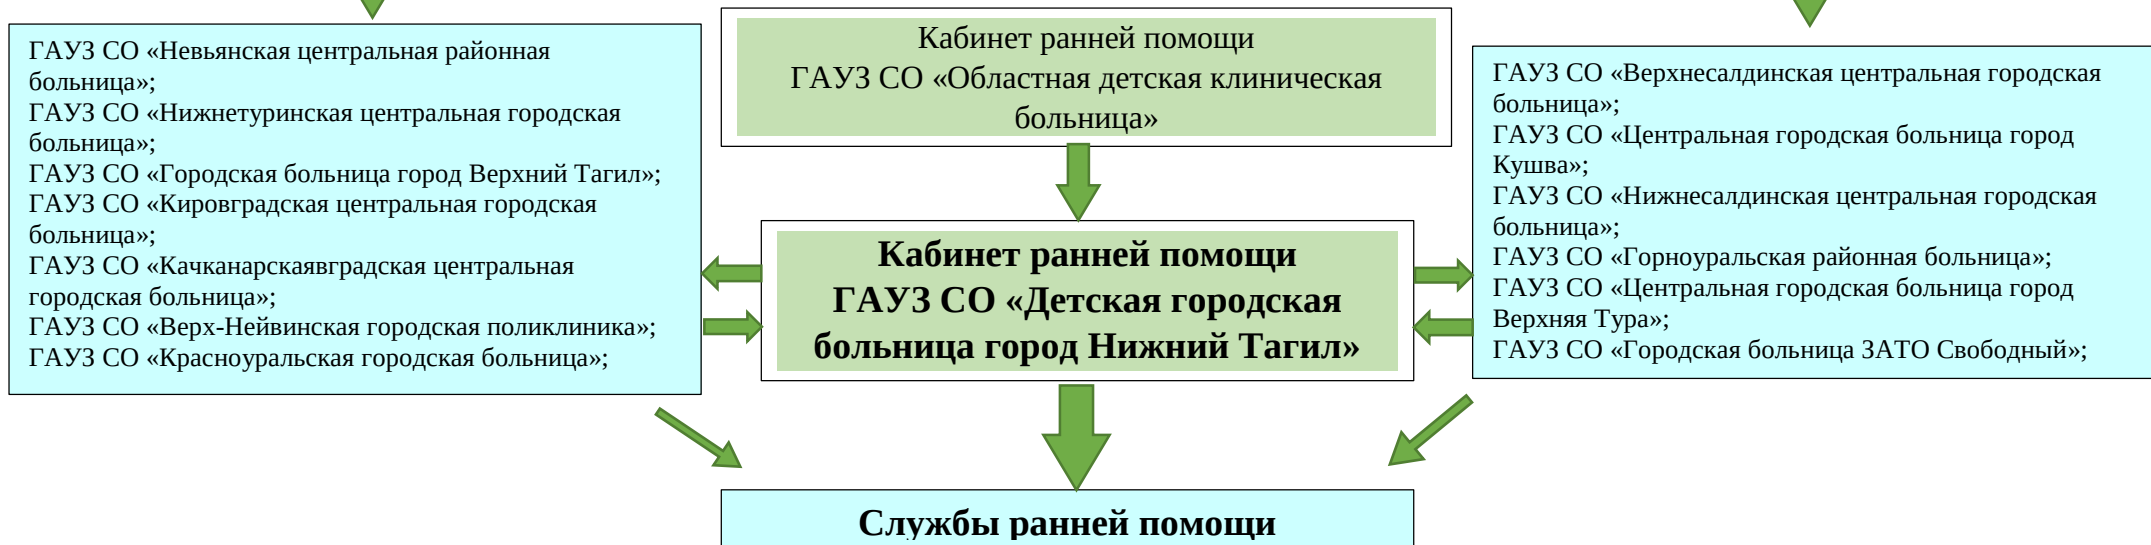 ГАУЗ СО «Невьянская центральная районная
больница»;
ГАУЗ СО «Нижнетуринская центральная городская
больница»;
ГАУЗ СО «Городская больница город Верхний Тагил»;
ГАУЗ СО «Кировградская центральная городская
больница»;
ГАУЗ СО «Качканарскаявградская центральная
городская больница»;
ГАУЗ СО «Верх-Нейвинская городская поликлиника»;
ГАУЗ СО «Красноуральская городская больница»;
Кабинет ранней помощи
ГАУЗ СО «Областная детская клиническая
больница»
Кабинет ранней помощи
ГАУЗ СО «Детская городская
больница город Нижний Тагил»
ГАУЗ СО «Верхнесалдинская центральная городская
больница»;
ГАУЗ СО «Центральная городская больница город
Кушва»;
ГАУЗ СО «Нижнесалдинская центральная городская
больница»;
ГАУЗ СО «Горноуральская районная больница»;
ГАУЗ СО «Центральная городская больница город
Верхняя Тура»;
ГАУЗ СО «Городская больница ЗАТО Свободный»;
Службы ранней помощи